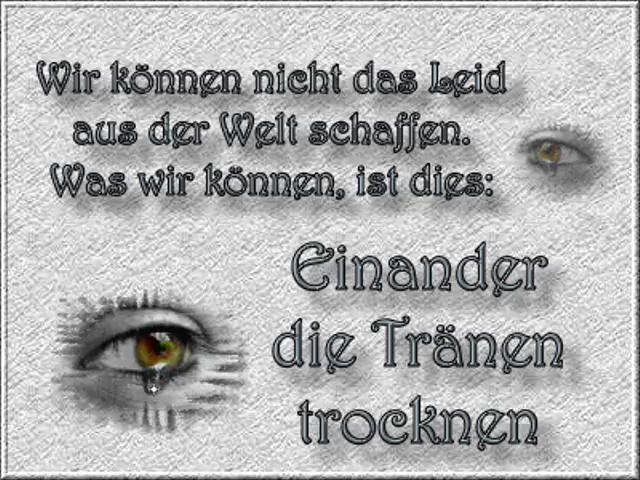 Wir können nicht das Leid
aus der Welt schaffen.
Was wir können, ist dies:
Einander
die Tränen
trocknen